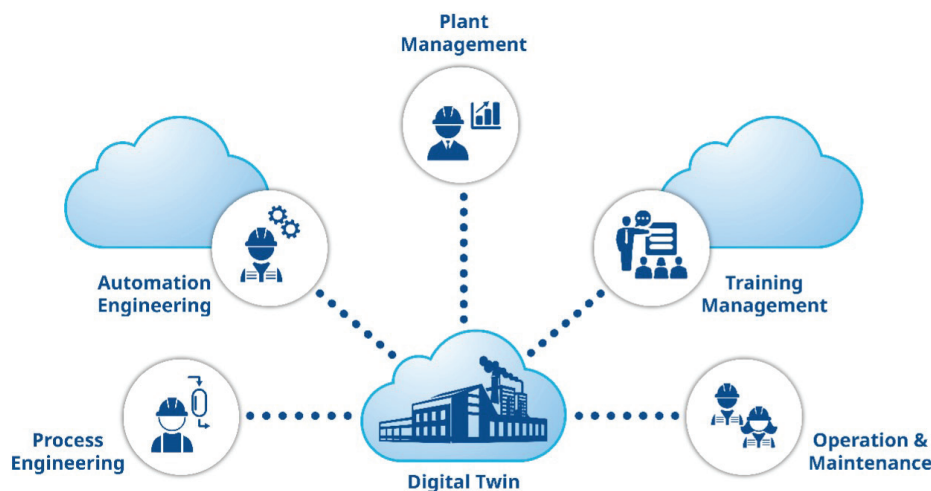 Plant
Management
Automation
Engineering
Training
Management
Process
Engineering
Operation &
Maintenance
Digital Twin